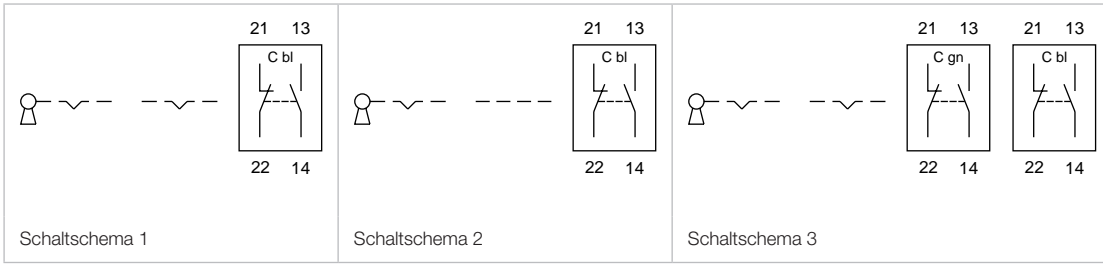 21 13
C bl
22 14
Schaltschema 1
21 13
C bl
22 14
Schaltschema 2
21 13 21 13
C gn C bl
22 14 22 14
Schaltschema 3